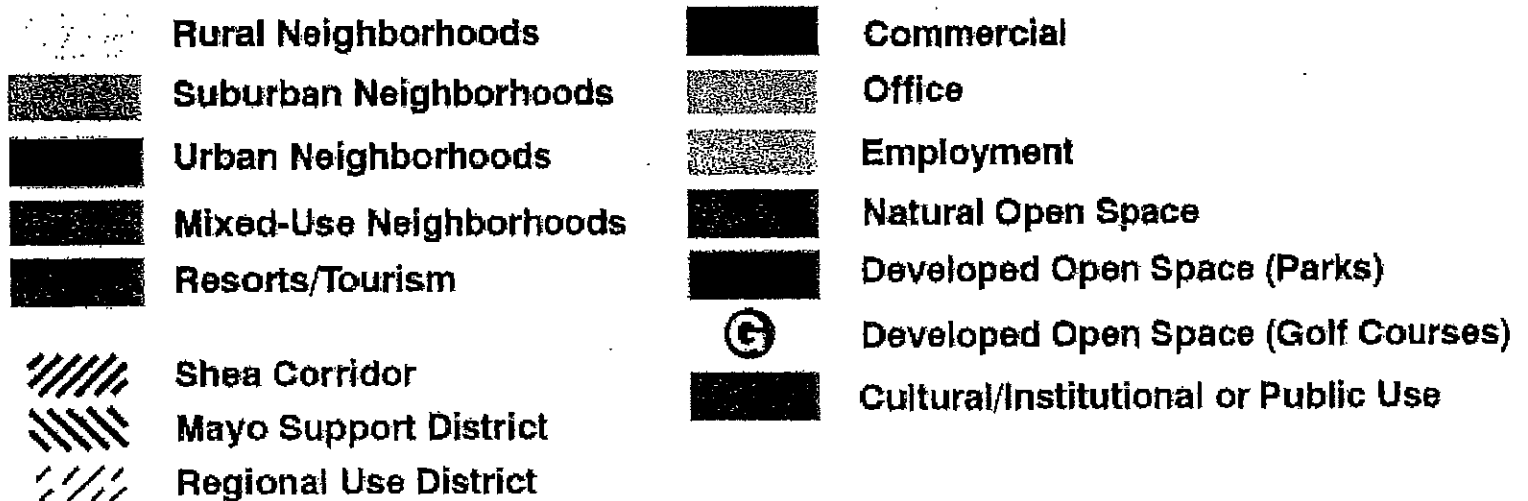 Rural Neighborhoods
Suburban Neighborhoods
Urban Neighborhoods
Mixed-Use Neighborhoods
Resorts/Tourism
Shea Corridor
Mayo Support District
Regional Use District
Commercial
Office
Employment
Natural Open Space
Developed Open Space (Parks)
G Developed Open Space (Golf Courses)
Cultural/Institutional or Public Use